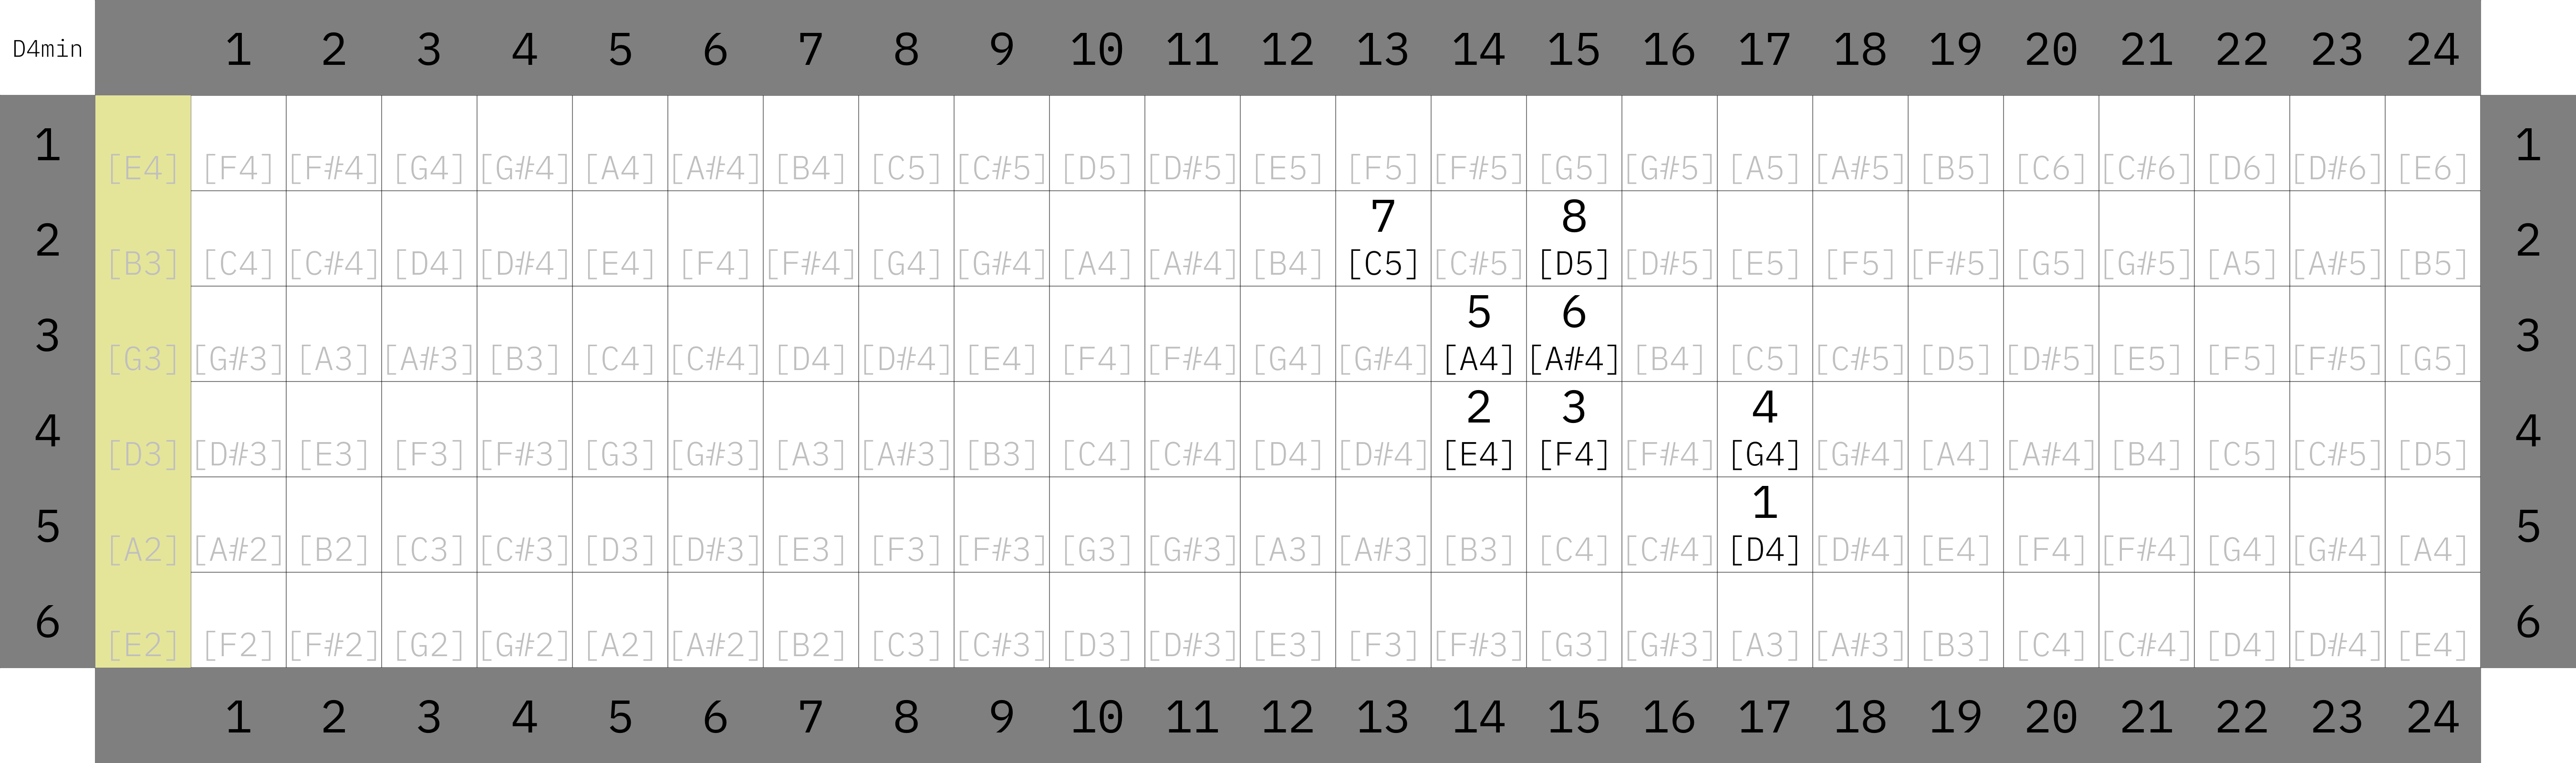 D4min 1 2 3 4 5 6 7 8 9 10 11 12 13 14 15 16 17 18 19 20 21 22 23 24
1 [E4] [F4] [F#4] [G4] [G#4] [A4] [A#4] [B4] [C5] [C#5] [D5] [D#5] [E5] [F5] [F#5] [G5] [G#5] [A5] [A#5] [B5] [C6] [C#6] [D6] [D#6] [E6] 1
7 8
2 [B3] [C4] [C#4] [D4] [D#4] [E4] [F4] [F#4] [G4] [G#4] [A4] [A#4] [B4] [C5] [C#5] [D5] [D#5] [E5] [F5] [F#5] [G5] [G#5] [A5] [A#5] [B5] 2
5 6
3 [G3] [G#3] [A3] [A#3] [B3] [C4] [C#4] [D4] [D#4] [E4] [F4] [F#4] [G4] [G#4] [A4] [A#4] [B4] [C5] [C#5] [D5] [D#5] [E5] [F5] [F#5] [G5] 3
2 3 4
4 [D3] [D#3] [E3] [F3] [F#3] [G3] [G#3] [A3] [A#3] [B3] [C4] [C#4] [D4] [D#4] [E4] [F4] [F#4] [G4] [G#4] [A4] [A#4] [B4] [C5] [C#5] [D5] 4
1
5 [A2] [A#2] [B2] [C3] [C#3] [D3] [D#3] [E3] [F3] [F#3] [G3] [G#3] [A3] [A#3] [B3] [C4] [C#4] [D4] [D#4] [E4] [F4] [F#4] [G4] [G#4] [A4] 5
6 [E2] [F2] [F#2] [G2] [G#2] [A2] [A#2] [B2] [C3] [C#3] [D3] [D#3] [E3] [F3] [F#3] [G3] [G#3] [A3] [A#3] [B3] [C4] [C#4] [D4] [D#4] [E4] 6
1 2 3 4 5 6 7 8 9 10 11 12 13 14 15 16 17 18 19 20 21 22 23 24